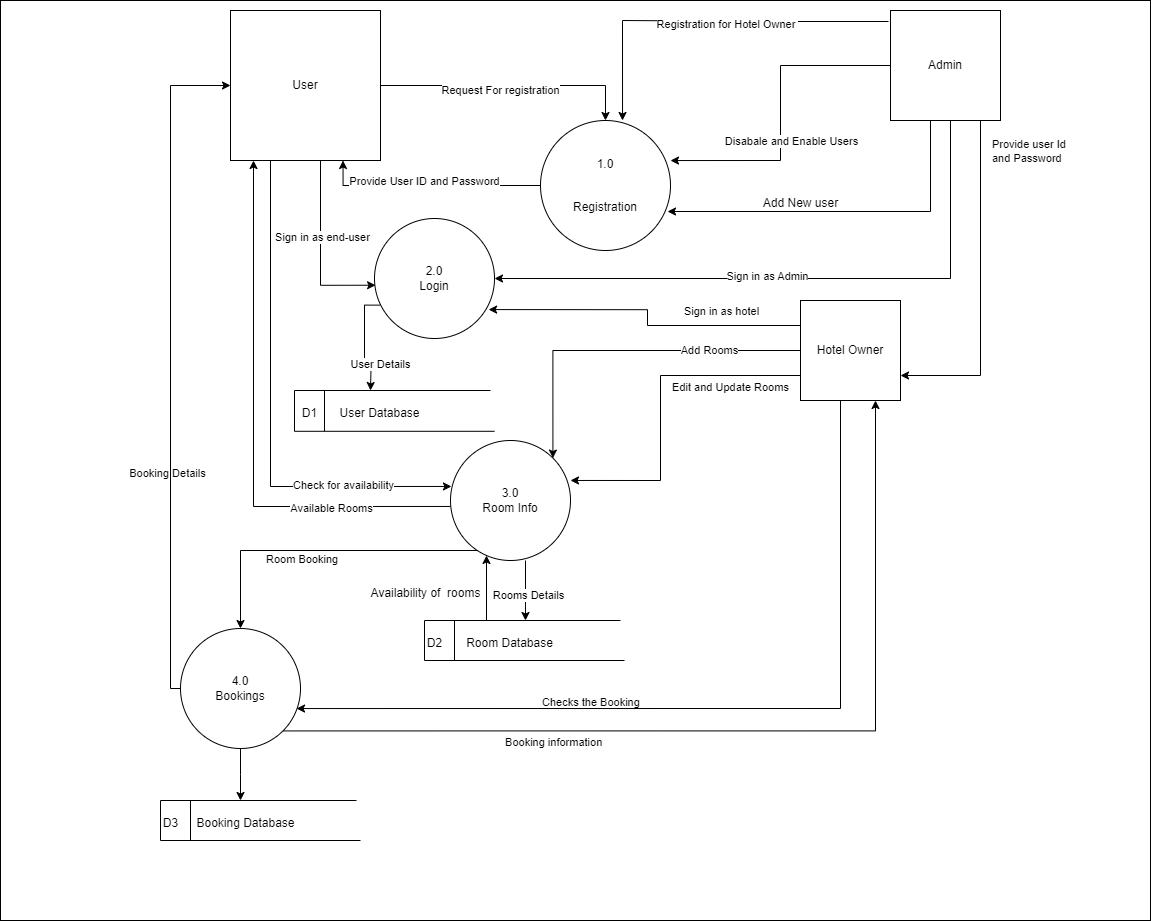 Registration for Hotel Owner
User
Admin
Request For registration
Disabale and Enable Users
Provide user Id
and Password
1.0
Registration
Provide User ID and Password
Add New user
Sign in as end-user
2.0
Login
Sign in as Admin
Sign in as hotel
Hotel Owner
Add Rooms
User Details
Edit and Update Rooms
D1
User Database
Booking Details
Check for availability
3.0
Room Info
Available Rooms
Room Booking
Availability of  rooms
Rooms Details
D2
Room Database
4.0
Bookings
Checks the Booking
Booking information
D3
Booking Database